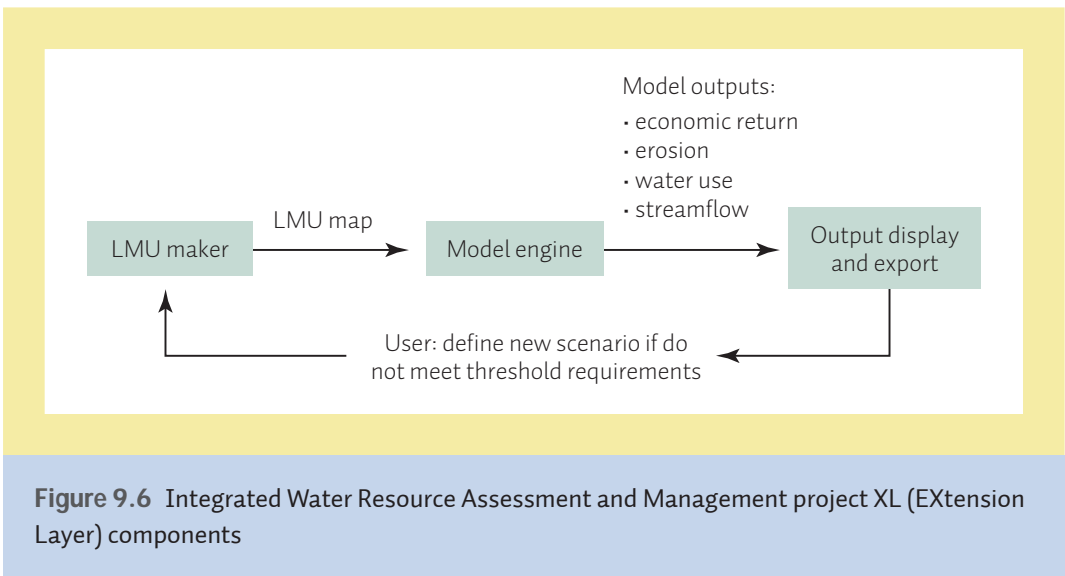 Model outputs:
• economic return
• erosion
• water use
• streamflow
LMU maker
LMU map
Model engine
Output display
and export
User: define new scenario if do
not meet threshold requirements
Figure 9.6 Integrated Water Resource Assessment and Management project XL (EXtension
Layer) components